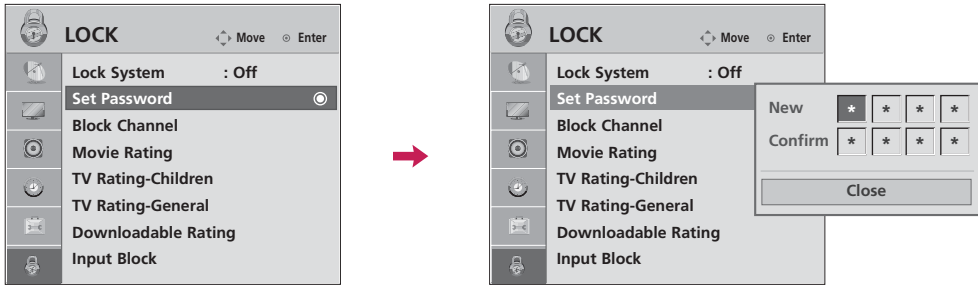 LOCK Move Enter
Lock System : Off
Set Password
Block Channel
Movie Rating
TV Rating-Children
TV Rating-General
Downloadable Rating
Input Block
LOCK Move Enter
Lock System : Off
Set Password
Block Channel
Movie Rating
TV Rating-Children
TV Rating-General
Downloadable Rating
Input Block
New * * * *
Confirm * * * *
Close